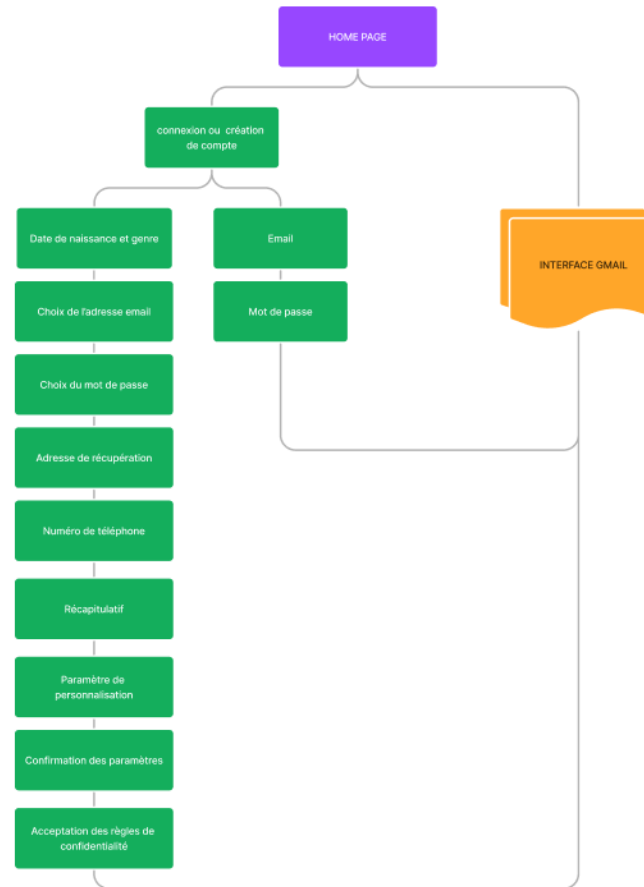 HOME PAGE
connexion ou création
de compte
Date de naissance et genre
Email
INTERFACE GMAIL
Choix de l'adresse email
Mot de passe
Choix du mot de passe
Adresse de récupération
Numéro de téléphone
Récapitulatif
Paramètre de
personnalisation
Confirmation des paramètres
Acceptation des règles de
confidentialité